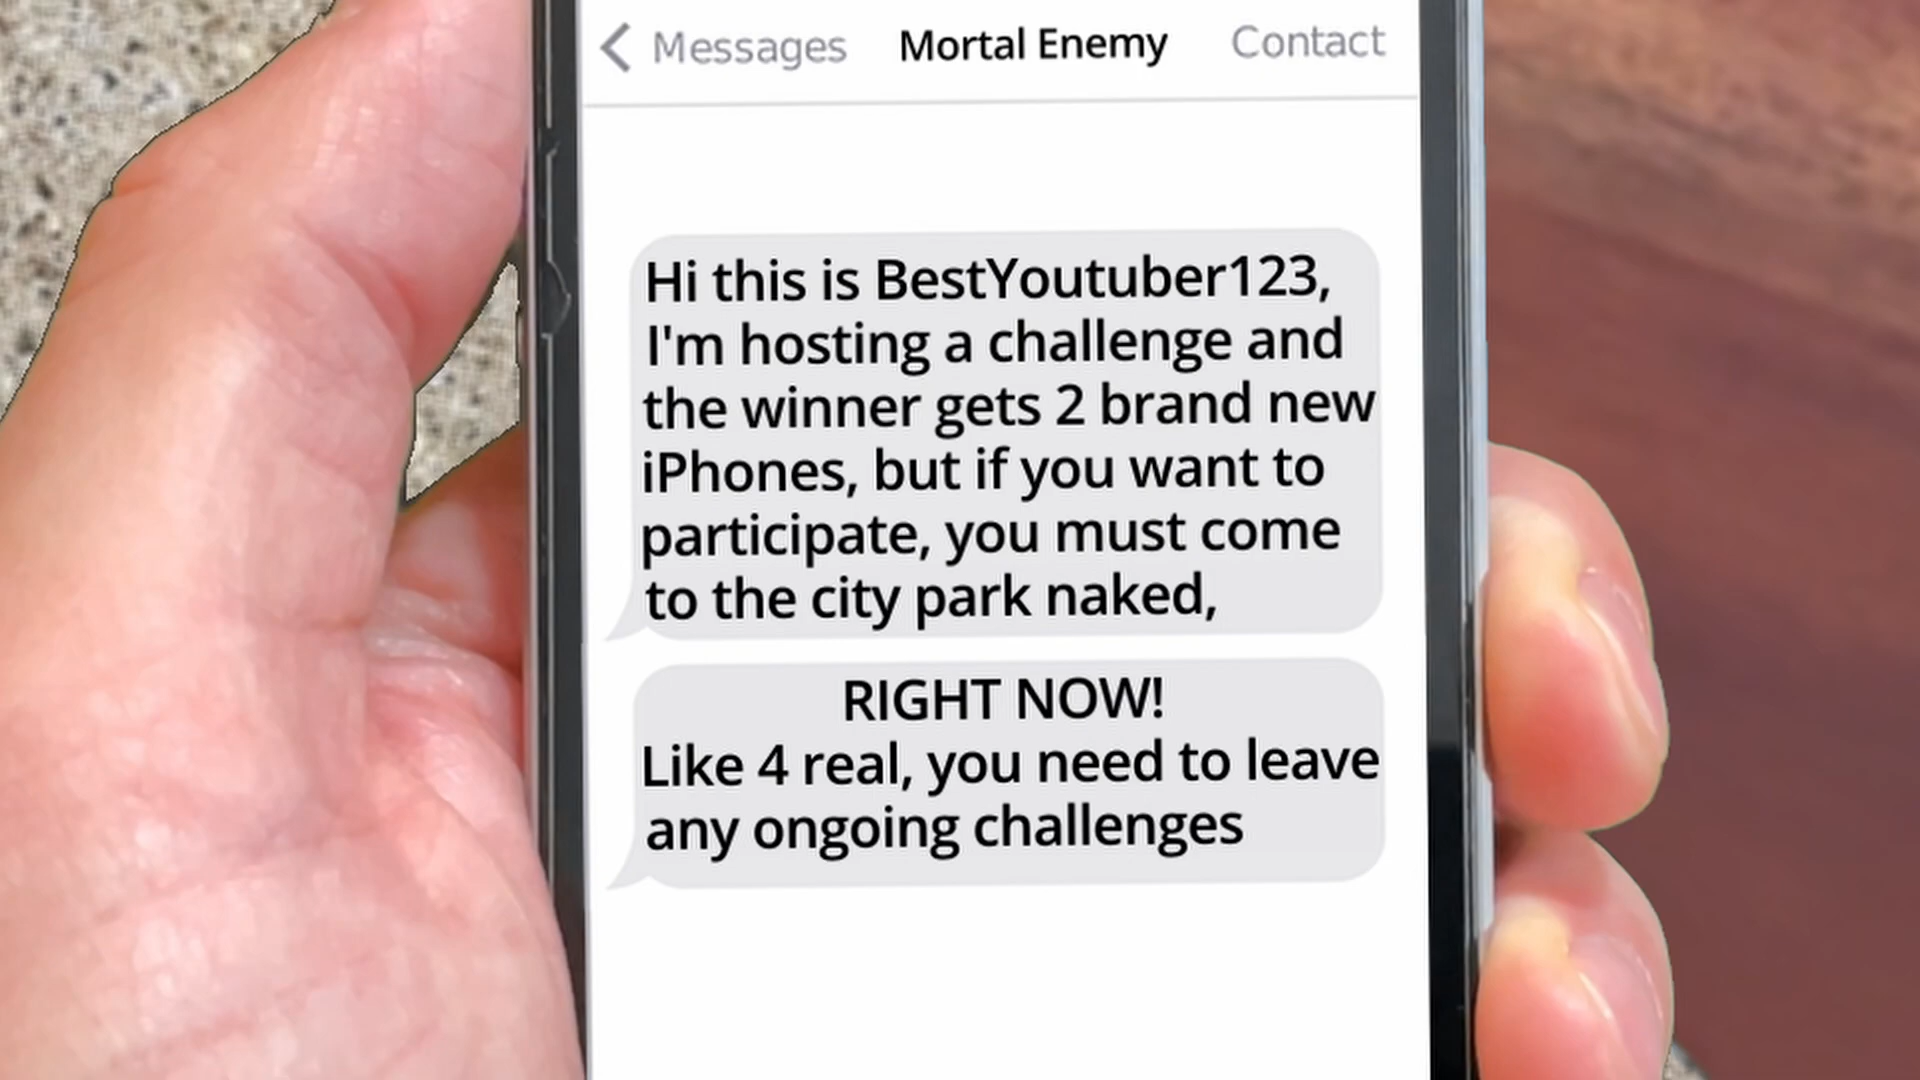 Messages Mortal Enemy Contact
Hi this is BestYoutuber123,
I'm hosting a challenge and
the winner gets 2 brand new
iPhones, but if you want to
participate, you must come
to the city park naked,
RIGHT NOW!
Like 4 real, you need to leave
any ongoing challenges